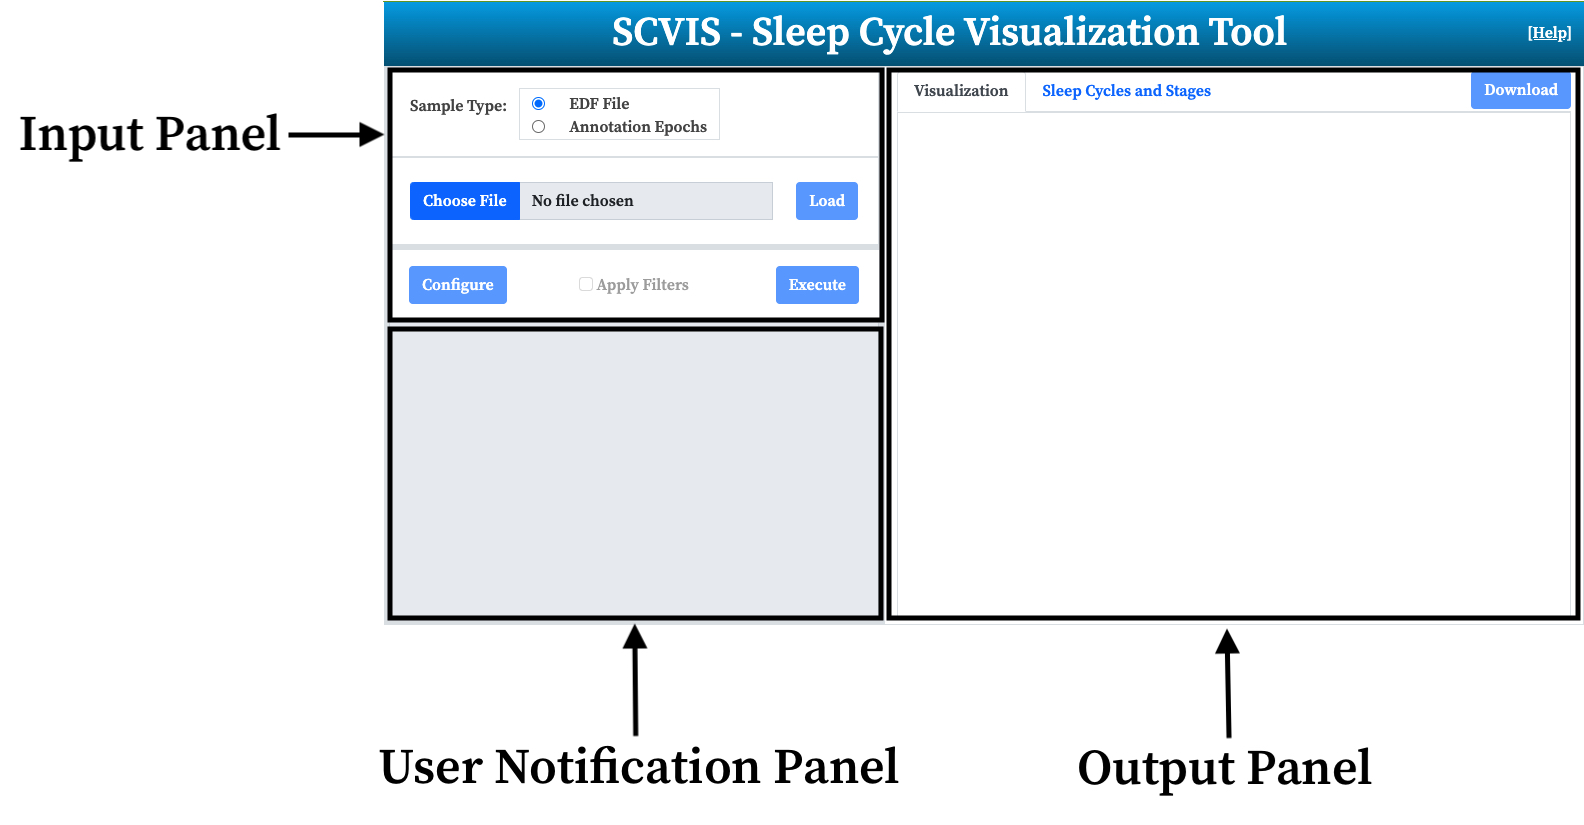 SCVIS - Sleep Cycle Visualization Tool
[Help]
Input Panel
Sample Type:
EDF File
Annotation Epochs
Choose File
No file chosen
Load
Configure
Apply Filters
Execute
Visualization
Sleep Cycles and Stages
Download
User Notification Panel
Output Panel